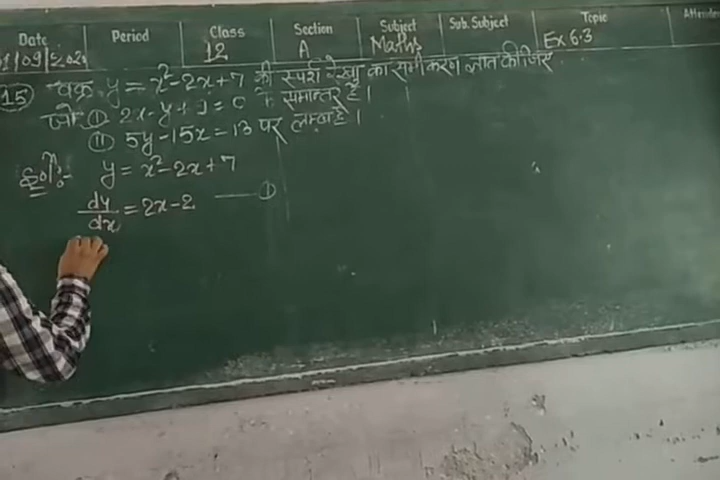 Date Period Class Section Subject Sub. Subject Topic
12 A Maths Ex 6.3
15 वक्र y = x²-2x+7 की स्पर्श रेखा का समीकरण ज्ञात कीजिए
जो (I) 2x-y+9=0 के समान्तर है।
(II) 5y-15x=13 पर लम्ब है।
हल:- y = x²-2x+7
dy/dx = 2x-2 —— (1)